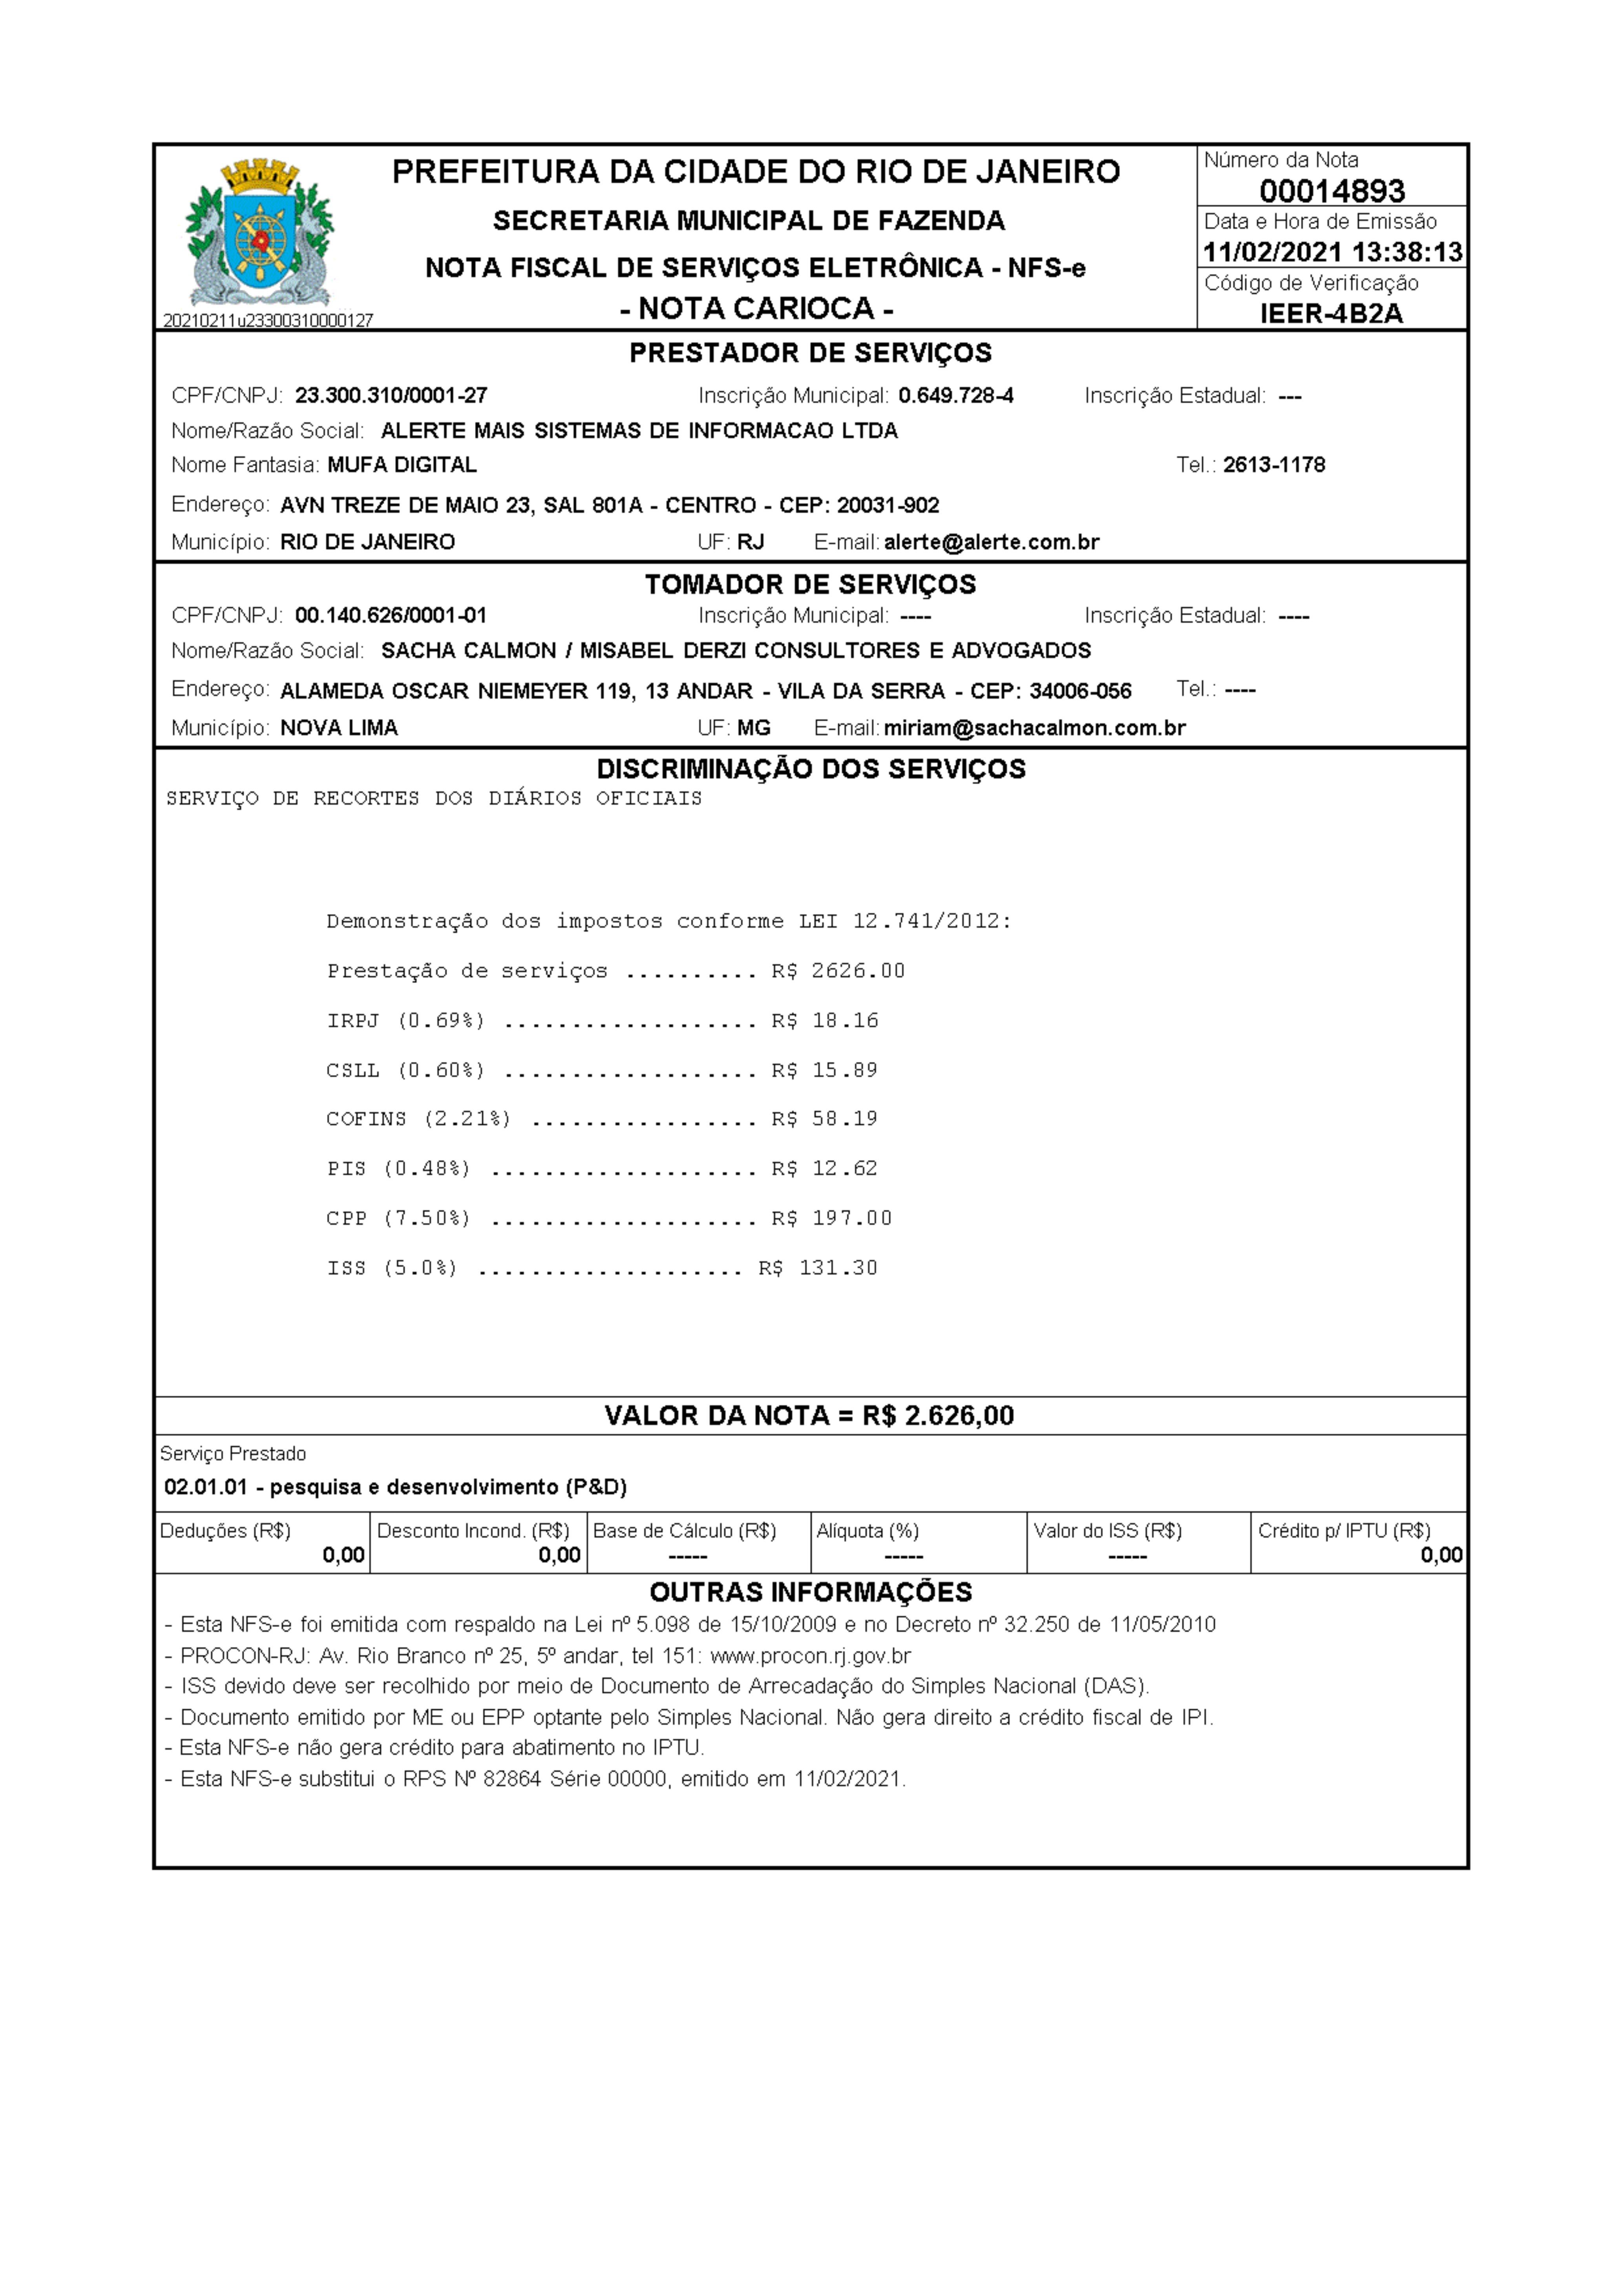 PREFEITURA DA CIDADE DO RIO DE JANEIRO
SECRETARIA MUNICIPAL DE FAZENDA
NOTA FISCAL DE SERVIÇOS ELETRÔNICA - NFS-e
- NOTA CARIOCA -
20210211u23300310000127
Número da Nota
00014893
Data e Hora de Emissão
11/02/2021 13:38:13
Código de Verificação
IEER-4B2A
PRESTADOR DE SERVIÇOS
CPF/CNPJ: 23.300.310/0001-27 Inscrição Municipal: 0.649.728-4 Inscrição Estadual: ---
Nome/Razão Social: ALERTE MAIS SISTEMAS DE INFORMACAO LTDA
Nome Fantasia: MUFA DIGITAL Tel.: 2613-1178
Endereço: AVN TREZE DE MAIO 23, SAL 801A - CENTRO - CEP: 20031-902
Município: RIO DE JANEIRO UF: RJ E-mail: alerte@alerte.com.br
TOMADOR DE SERVIÇOS
CPF/CNPJ: 00.140.626/0001-01 Inscrição Municipal: ---- Inscrição Estadual: ----
Nome/Razão Social: SACHA CALMON / MISABEL DERZI CONSULTORES E ADVOGADOS
Endereço: ALAMEDA OSCAR NIEMEYER 119, 13 ANDAR - VILA DA SERRA - CEP: 34006-056 Tel.: ----
Município: NOVA LIMA UF: MG E-mail: miriam@sachacalmon.com.br
DISCRIMINAÇÃO DOS SERVIÇOS
SERVIÇO DE RECORTES DOS DIÁRIOS OFICIAIS
Demonstração dos impostos conforme LEI 12.741/2012:
Prestação de serviços .......... R$ 2626.00
IRPJ (0.69%) ................... R$ 18.16
CSLL (0.60%) ................... R$ 15.89
COFINS (2.21%) ................. R$ 58.19
PIS (0.48%) .................... R$ 12.62
CPP (7.50%) .................... R$ 197.00
ISS (5.0%) .................... R$ 131.30
VALOR DA NOTA = R$ 2.626,00
Serviço Prestado
02.01.01 - pesquisa e desenvolvimento (P&D)
Deduções (R$) Desconto Incond. (R$) Base de Cálculo (R$) Alíquota (%) Valor do ISS (R$) Crédito p/ IPTU (R$)
0,00 0,00 ----- ----- ----- 0,00
OUTRAS INFORMAÇÕES
- Esta NFS-e foi emitida com respaldo na Lei nº 5.098 de 15/10/2009 e no Decreto nº 32.250 de 11/05/2010
- PROCON-RJ: Av. Rio Branco nº 25, 5º andar, tel 151: www.procon.rj.gov.br
- ISS devido deve ser recolhido por meio de Documento de Arrecadação do Simples Nacional (DAS).
- Documento emitido por ME ou EPP optante pelo Simples Nacional. Não gera direito a crédito fiscal de IPI.
- Esta NFS-e não gera crédito para abatimento no IPTU.
- Esta NFS-e substitui o RPS Nº 82864 Série 00000, emitido em 11/02/2021.